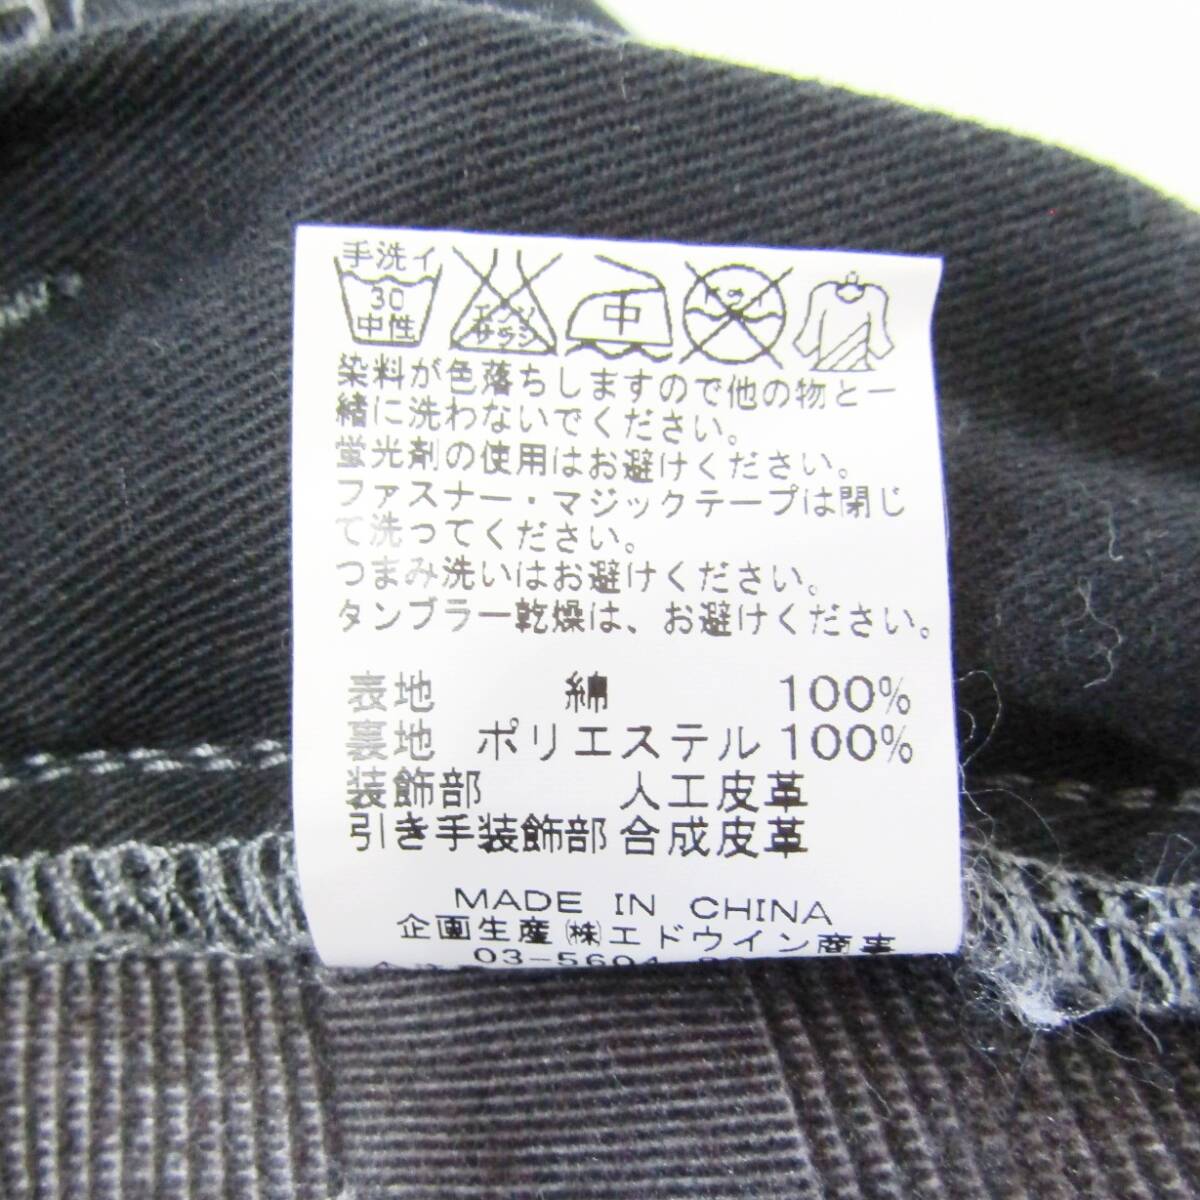 手洗イ
30
中性
エンソ
サラシ
中
ドライ
染料が色落ちしますので他の物と一
緒に洗わないでください。
蛍光剤の使用はお避けください。
ファスナー・マジックテープは閉じ
て洗ってください。
つまみ洗いはお避けください。
タンブラー乾燥は、お避けください。
表地 綿 100%
裏地 ポリエステル 100%
装飾部 人工皮革
引き手装飾部 合成皮革
MADE IN CHINA
企画生産 ㈱エドウイン商事
03-5604